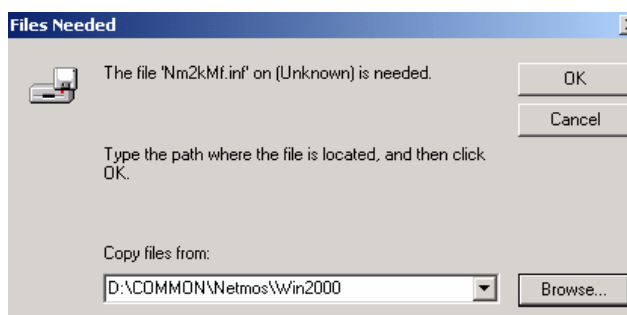 Files Needed
The file 'Nm2kMf.inf' on (Unknown) is needed.
OK
Cancel
Type the path where the file is located, and then click
OK.
Copy files from:
D:\COMMON\Netmos\Win2000
Browse...